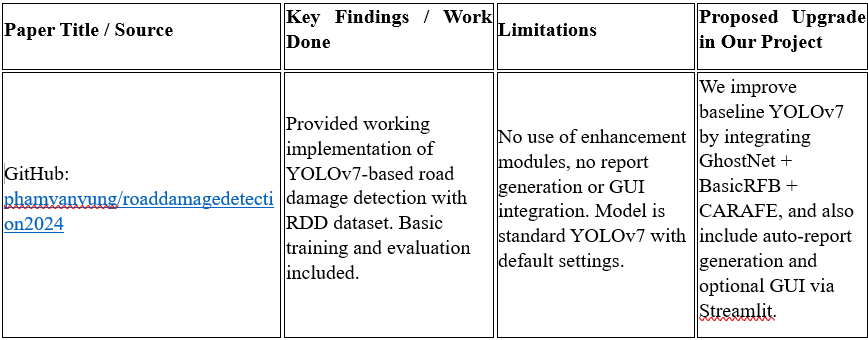 Paper Title / Source
Key Findings / Work
Done
Limitations
Proposed Upgrade
in Our Project
GitHub:
phamvanvung/roaddamagedetecti
on2024
Provided working
implementation of
YOLOv7-based road
damage detection with
RDD dataset. Basic
training and evaluation
included.
No use of enhancement
modules, no report
generation or GUI
integration. Model is
standard YOLOv7 with
default settings.
We improve
baseline YOLOv7
by integrating
GhostNet +
BasicRFB +
CARAFE, and also
include auto-report
generation and
optional GUI via
Streamlit.